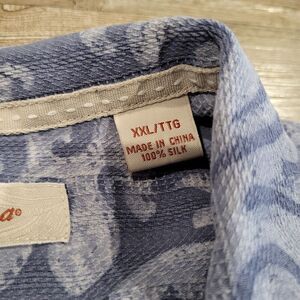 XXL/TTG
MADE IN CHINA
100% SILK
a®